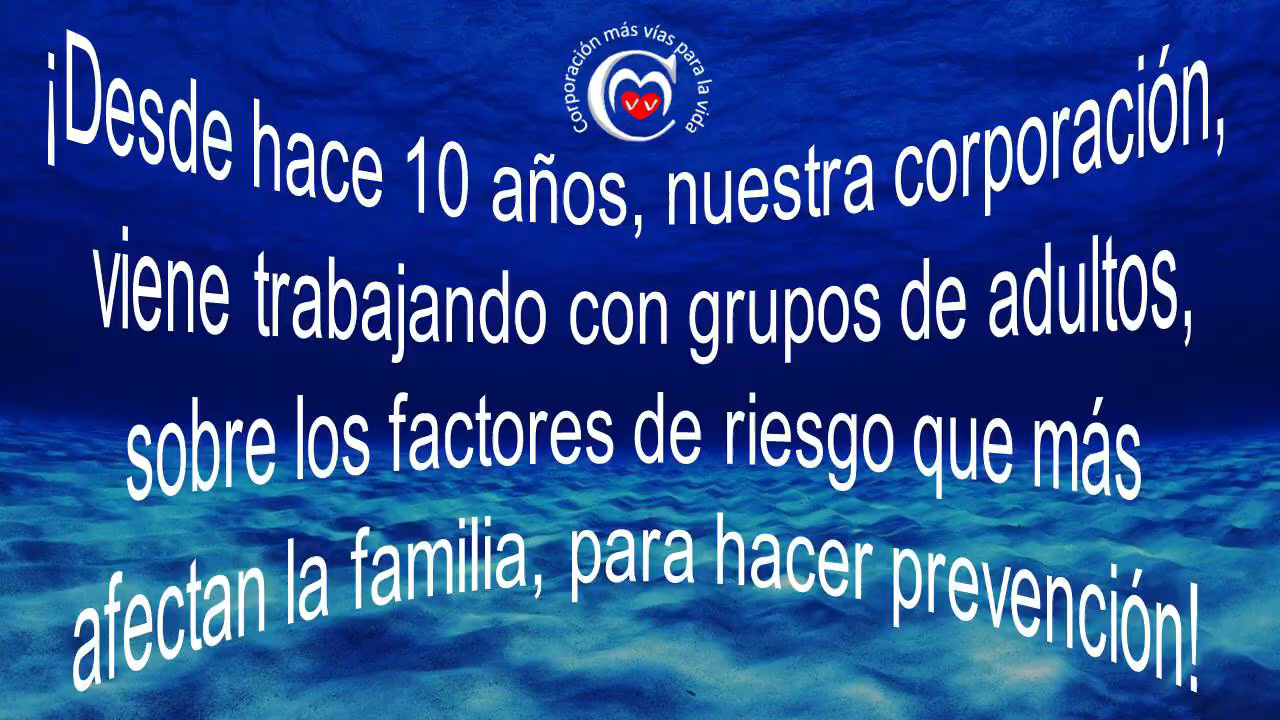 Corporación más vías para la vida
¡Desde hace 10 años, nuestra corporación,
viene trabajando con grupos de adultos,
sobre los factores de riesgo que más
afectan la familia, para hacer prevención!